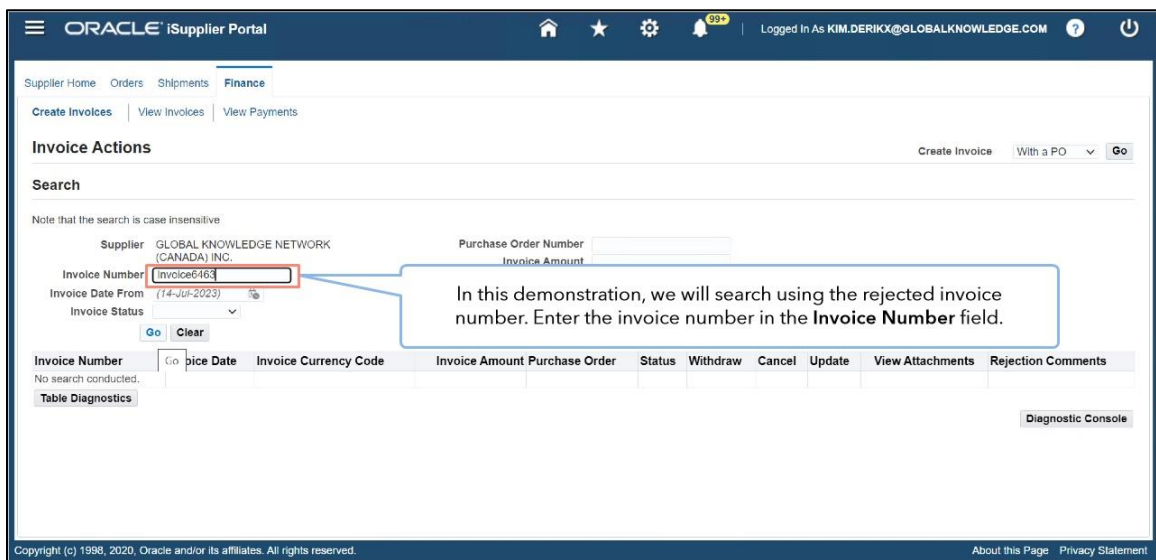 ORACLE iSupplier Portal
99+
Logged In As KIM.DERIKX@GLOBALKNOWLEDGE.COM
?
Supplier Home Orders Shipments Finance
Create Invoices View Invoices View Payments
Invoice Actions
Create Invoice With a PO Go
Search
Note that the search is case insensitive
Supplier GLOBAL KNOWLEDGE NETWORK
(CANADA) INC.
Purchase Order Number
Invoice Amount
Invoice Number Invoice6463
Invoice Date From (14-Jul-2023)
Invoice Status
Go Clear
In this demonstration, we will search using the rejected invoice
number. Enter the invoice number in the Invoice Number field.
Invoice Number Go oice Date Invoice Currency Code Invoice Amount Purchase Order Status Withdraw Cancel Update View Attachments Rejection Comments
No search conducted.
Table Diagnostics
Diagnostic Console
Copyright (c) 1998, 2020, Oracle and/or its affiliates. All rights reserved.
About this Page Privacy Statement